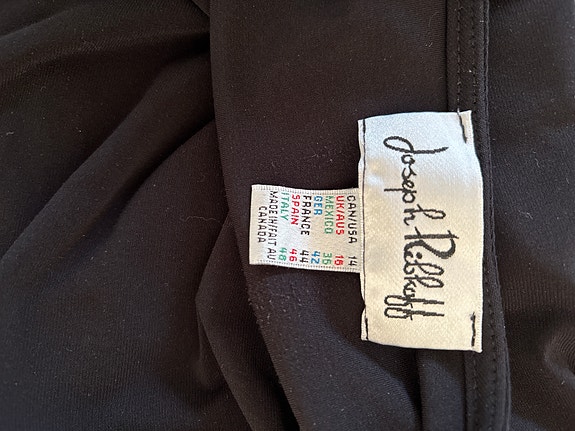 Joseph Ribkoff
CAN/USA 14
UK/AUS 16
MEXICO 36
GER 42
FRANCE 44
SPAIN 46
ITALY 48
MADE IN/FAIT AU
CANADA